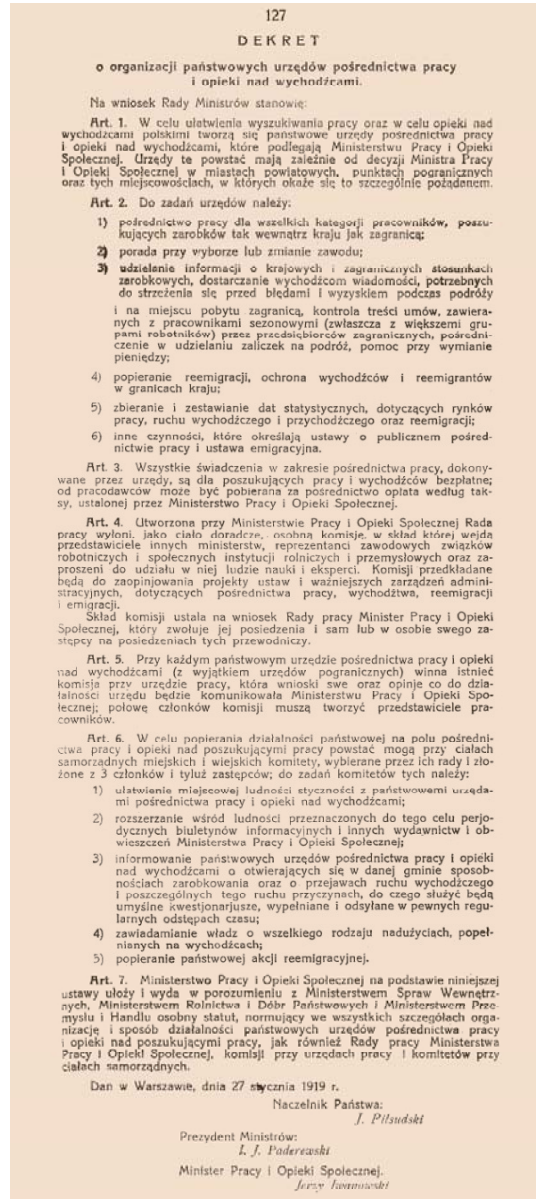 127
DEKRET
o organizacji państwowych urzędów pośrednictwa pracy
i opieki nad wychodźcami.
Na wniosek Rady Ministrów stanowię:
Art. 1. W celu ułatwienia wyszukiwania pracy oraz w celu opieki nad
wychodźcami polskimi tworzą się państwowe urzędy pośrednictwa pracy
i opieki nad wychodźcami, które podlegają Ministerstwu Pracy i Opieki
Społecznej. Urzędy te powstać mają zależnie od decyzji Ministra Pracy
i Opieki Społecznej w miastach powiatowych, punktach pogranicznych
oraz tych miejscowościach, w których okaże się to szczególnie pożądanem.
Art. 2. Do zadań urzędów należy:
1) pośrednictwo pracy dla wszelkich kategorji pracowników, poszu-
kujących zarobków tak wewnątrz kraju jak zagranicą;
2) porada przy wyborze lub zmianie zawodu;
3) udzielanie informacji o krajowych i zagranicznych stosunkach
zarobkowych, dostarczanie wychodźcom wiadomości, potrzebnych
do strzeżenia się przed błędami i wyzyskiem podczas podróży
i na miejscu pobytu zagranicą, kontrola treści umów, zawiera-
nych z pracownikami sezonowymi (zwłaszcza z większemi gru-
pami robotników) przez przedsiębiorców zagranicznych, pośredni-
czenie w udzielaniu zaliczek na podróż, pomoc przy wymianie
pieniędzy;
4) popieranie reemigracji, ochrona wychodźców i reemigrantów
w granicach kraju;
5) zbieranie i zestawianie dat statystycznych, dotyczących rynków
pracy, ruchu wychodźczego i przychodźczego oraz reemigracji;
6) inne czynności, które określają ustawy o publicznem pośred-
nictwie pracy i ustawa emigracyjna.
Art. 3. Wszystkie świadczenia w zakresie pośrednictwa pracy, dokony-
wane przez urzędy, są dla poszukujących pracy i wychodźców bezpłatne;
od pracodawców może być pobierana za pośrednictwo opłata według tak-
sy, ustalonej przez Ministerstwo Pracy i Opieki Społecznej.
Art. 4. Utworzona przy Ministerstwie Pracy i Opieki Społecznej Rada
pracy wyłoni, jako ciało doradcze, osobną komisję, w skład której wejdą
przedstawiciele innych ministerstw, reprezentanci zawodowych związków
robotniczych i społecznych instytucji rolniczych i przemysłowych oraz za-
proszeni do udziału w niej ludzie nauki i eksperci. Komisji przedkładane
będą do zaopinjowania projekty ustaw i ważniejszych zarządzeń admini-
stracyjnych, dotyczących pośrednictwa pracy, wychodźtwa, reemigracji
i emigracji.
Skład komisji ustala na wniosek Rady pracy Minister Pracy i Opieki
Społecznej, który zwołuje jej posiedzenia i sam lub w osobie swego za-
stępcy na posiedzeniach tych przewodniczy.
Art. 5. Przy każdym państwowym urzędzie pośrednictwa pracy i opieki
nad wychodźcami (z wyjątkiem urzędów pogranicznych) winna istnieć
komisja przy urzędzie pracy, która wnioski swe oraz opinje co do dzia-
łalności urzędu będzie komunikowała Ministerstwu Pracy i Opieki Spo-
łecznej; połowę członków komisji muszą tworzyć przedstawiciele pra-
cowników.
Art. 6. W celu popierania działalności państwowej na polu pośredni-
ctwa pracy i opieki nad poszukującymi pracy powstać mogą przy ciałach
samorządnych miejskich i wiejskich komitety, wybierane przez ich rady i zło-
żone z 3 członków i tyluż zastępców; do zadań komitetów tych należy:
1) ułatwienie miejscowej ludności styczności z państwowemi urzęda-
mi pośrednictwa pracy i opieki nad wychodźcami;
2) rozszerzanie wśród ludności przeznaczonych do tego celu perjo-
dycznych biuletynów informacyjnych i innych wydawnictw i ob-
wieszczeń Ministerstwa Pracy i Opieki Społecznej;
3) informowanie państwowych urzędów pośrednictwa pracy i opieki
nad wychodźcami o otwierających się w danej gminie sposob-
nościach zarobkowania oraz o przejawach ruchu wychodźczego
i poszczególnych tego ruchu przyczynach, do czego służyć będą
umyślne kwestjonarjusze, wypełniane i odsyłane w pewnych regu-
larnych odstępach czasu;
4) zawiadamianie władz o wszelkiego rodzaju nadużyciach, popeł-
nianych na wychodźcach;
5) popieranie państwowej akcji reemigracyjnej.
Art. 7. Ministerstwo Pracy i Opieki Społecznej na podstawie niniejszej
ustawy ułoży i wyda w porozumieniu z Ministerstwem Spraw Wewnętrz-
nych, Ministerstwem Rolnictwa i Dóbr Państwowych i Ministerstwem Prze-
mysłu i Handlu osobny statut, normujący we wszystkich szczegółach orga-
nizację i sposób działalności państwowych urzędów pośrednictwa pracy
i opieki nad poszukującymi pracy, jak również Rady pracy Ministerstwa
Pracy i Opieki Społecznej, komisji przy urzędach pracy i komitetów przy
ciałach samorządnych.
Dan w Warszawie, dnia 27 stycznia 1919 r.
Naczelnik Państwa:
J. Piłsudski
Prezydent Ministrów:
I. J. Paderewski
Minister Pracy i Opieki Społecznej.
Jerzy Iwanowski